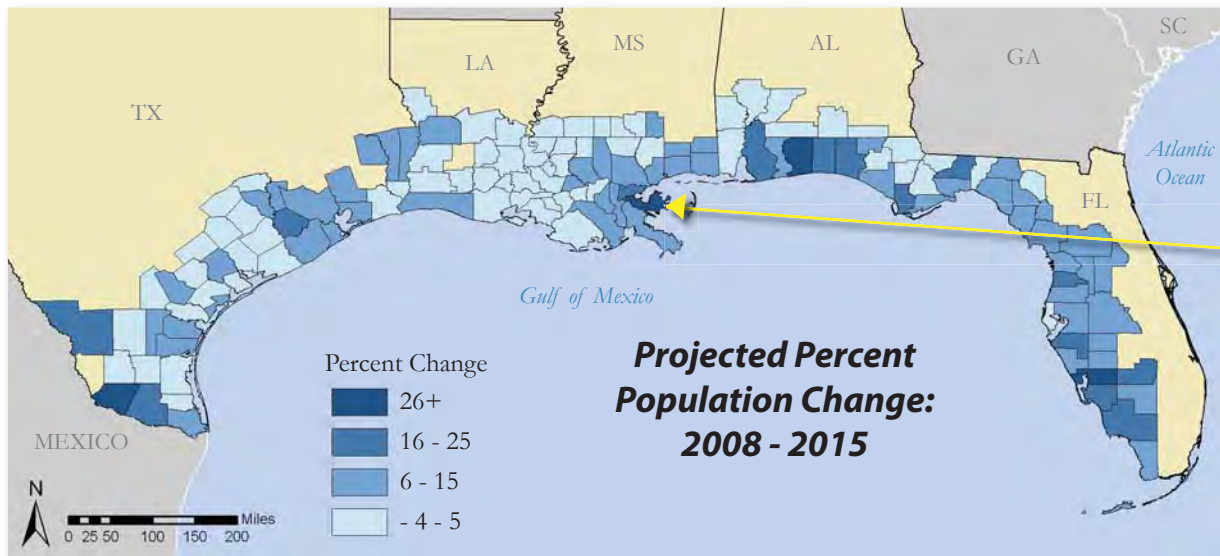 SC
MS
AL
GA
LA
TX
Atlantic
Ocean
FL
Gulf of Mexico
Projected Percent
Population Change:
2008 - 2015
Percent Change
26+
16 - 25
6 - 15
- 4 - 5
MEXICO
N
Miles
0 25 50 100 150 200